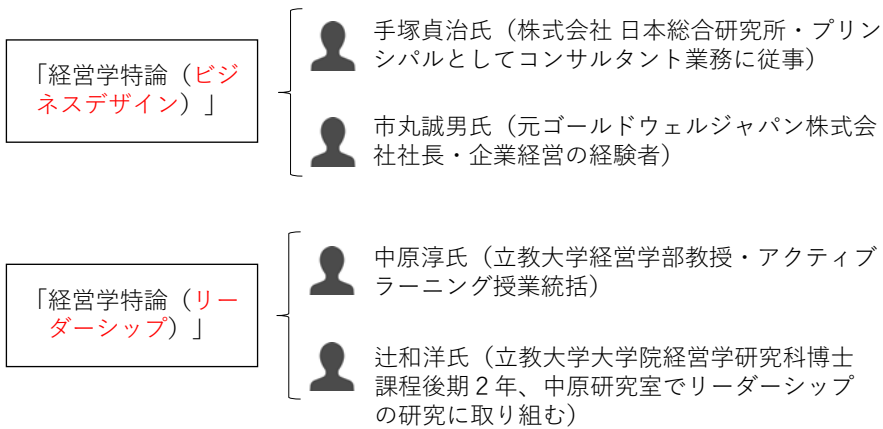 「経営学特論（ビジ
ネスデザイン）」
手塚貞治氏（株式会社 日本総合研究所・プリン
シパルとしてコンサルタント業務に従事）
市丸誠男氏（元ゴールドウェルジャパン株式会
社社長・企業経営の経験者）
「経営学特論（リー
ダーシップ）」
中原淳氏（立教大学経営学部教授・アクティブ
ラーニング授業統括）
辻和洋氏（立教大学大学院経営学研究科博士
課程後期２年、中原研究室でリーダーシップ
の研究に取り組む）